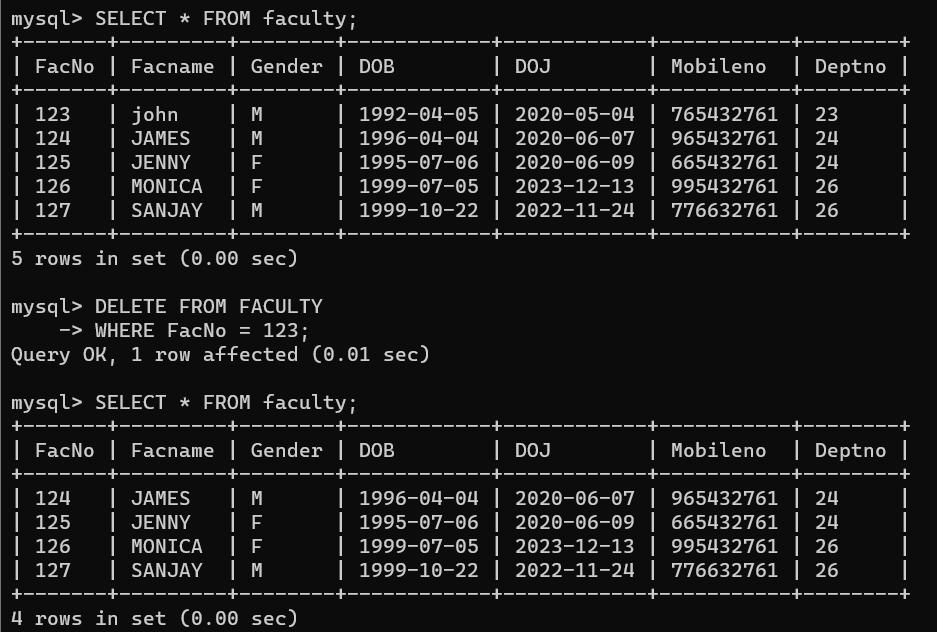 mysql> SELECT * FROM faculty;
+-------+---------+--------+------------+------------+-----------+--------+
| FacNo | Facname | Gender | DOB        | DOJ        | Mobileno  | Deptno |
+-------+---------+--------+------------+------------+-----------+--------+
| 123   | john    | M      | 1992-04-05 | 2020-05-04 | 765432761 | 23     |
| 124   | JAMES   | M      | 1996-04-04 | 2020-06-07 | 965432761 | 24     |
| 125   | JENNY   | F      | 1995-07-06 | 2020-06-09 | 665432761 | 24     |
| 126   | MONICA  | F      | 1999-07-05 | 2023-12-13 | 995432761 | 26     |
| 127   | SANJAY  | M      | 1999-10-22 | 2022-11-24 | 776632761 | 26     |
+-------+---------+--------+------------+------------+-----------+--------+
5 rows in set (0.00 sec)

mysql> DELETE FROM FACULTY
    -> WHERE FacNo = 123;
Query OK, 1 row affected (0.01 sec)

mysql> SELECT * FROM faculty;
+-------+---------+--------+------------+------------+-----------+--------+
| FacNo | Facname | Gender | DOB        | DOJ        | Mobileno  | Deptno |
+-------+---------+--------+------------+------------+-----------+--------+
| 124   | JAMES   | M      | 1996-04-04 | 2020-06-07 | 965432761 | 24     |
| 125   | JENNY   | F      | 1995-07-06 | 2020-06-09 | 665432761 | 24     |
| 126   | MONICA  | F      | 1999-07-05 | 2023-12-13 | 995432761 | 26     |
| 127   | SANJAY  | M      | 1999-10-22 | 2022-11-24 | 776632761 | 26     |
+-------+---------+--------+------------+------------+-----------+--------+
4 rows in set (0.00 sec)